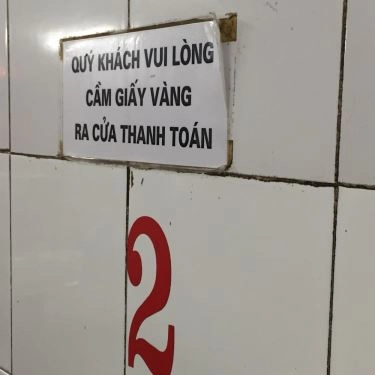 QUÝ KHÁCH VUI LÒNG
CẦM GIẤY VÀNG
RA CỬA THANH TOÁN
2